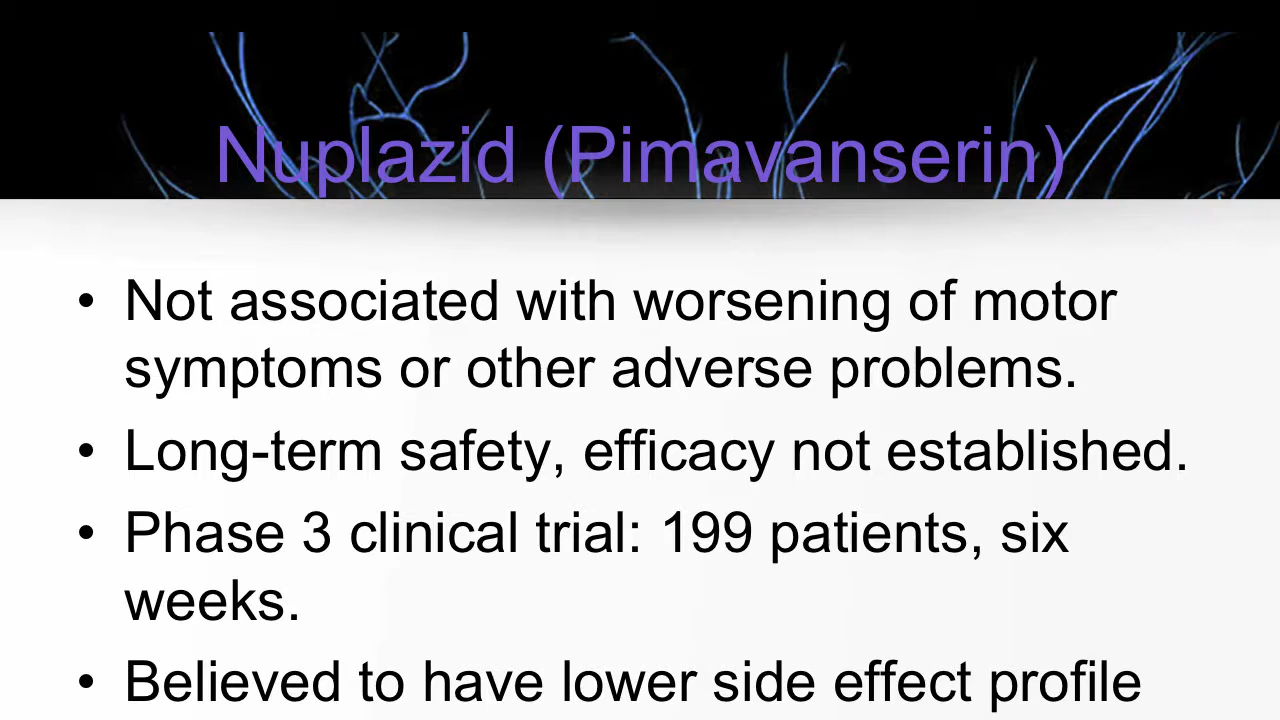 Nuplazid (Pimavanserin)
• Not associated with worsening of motor
symptoms or other adverse problems.
• Long-term safety, efficacy not established.
• Phase 3 clinical trial: 199 patients, six
weeks.
• Believed to have lower side effect profile